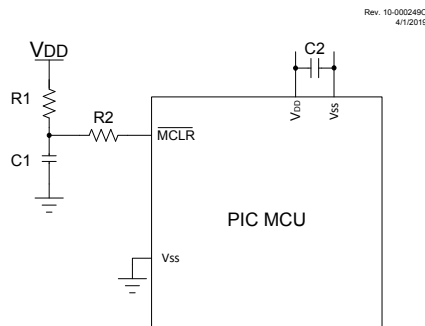 Rev. 10-000249C
4/1/2019
VDD
C2
R1
VDD
Vss
R2
MCLR
C1
PIC MCU
Vss